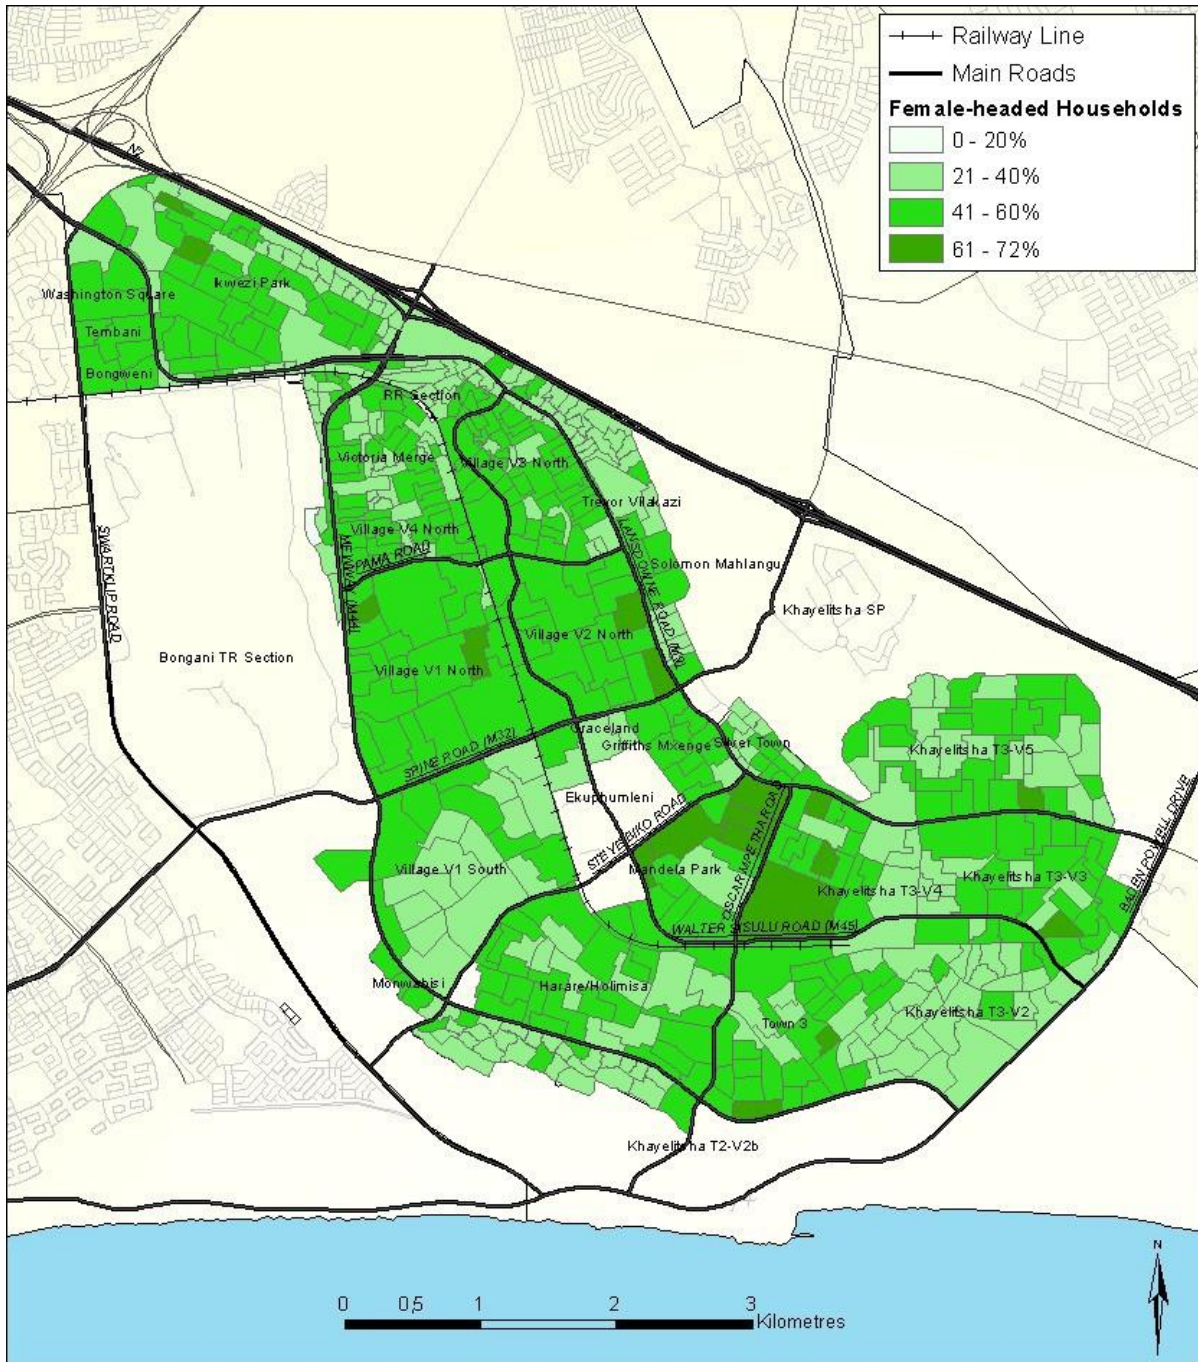 Railway Line
Main Roads
Female-headed Households
0 - 20%
21 - 40%
41 - 60%
61 - 72%
N2
Washington Square
Ikwezi Park
Tembani
Bongweni
RR Section
Victoria Merge
Village V3 North
Trevor Vilakazi
Village V4 North
PAMA ROAD
SWARTKLIP ROAD
MEWWAY (M44)
LANSDOWNE ROAD (M9)
Solomon Mahlangu
Khayelitsha SP
Village V2 North
Bongani TR Section
Village V1 North
Graceland
Griffiths Mxenge
Silver Town
Khayelitsha T3-V5
SPINE ROAD (M32)
Ekuphumleni
STEVE BIKO ROAD
OSCAR MPETHA ROAD
BADEN POWELL DRIVE
Village V1 South
Mandela Park
Khayelitsha T3-V4
Khayelitsha T3-V3
WALTER SISULU ROAD (M45)
Monwabisi
Harare/Holimisa
Town 3
Khayelitsha T3-V2
Khayelitsha T2-V2b
N
0 0,5 1 2 3
Kilometres